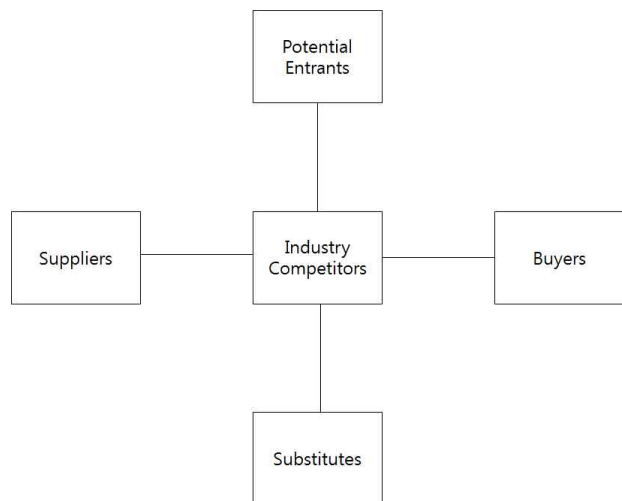 Potential
Entrants
Suppliers
Industry
Competitors
Buyers
Substitutes